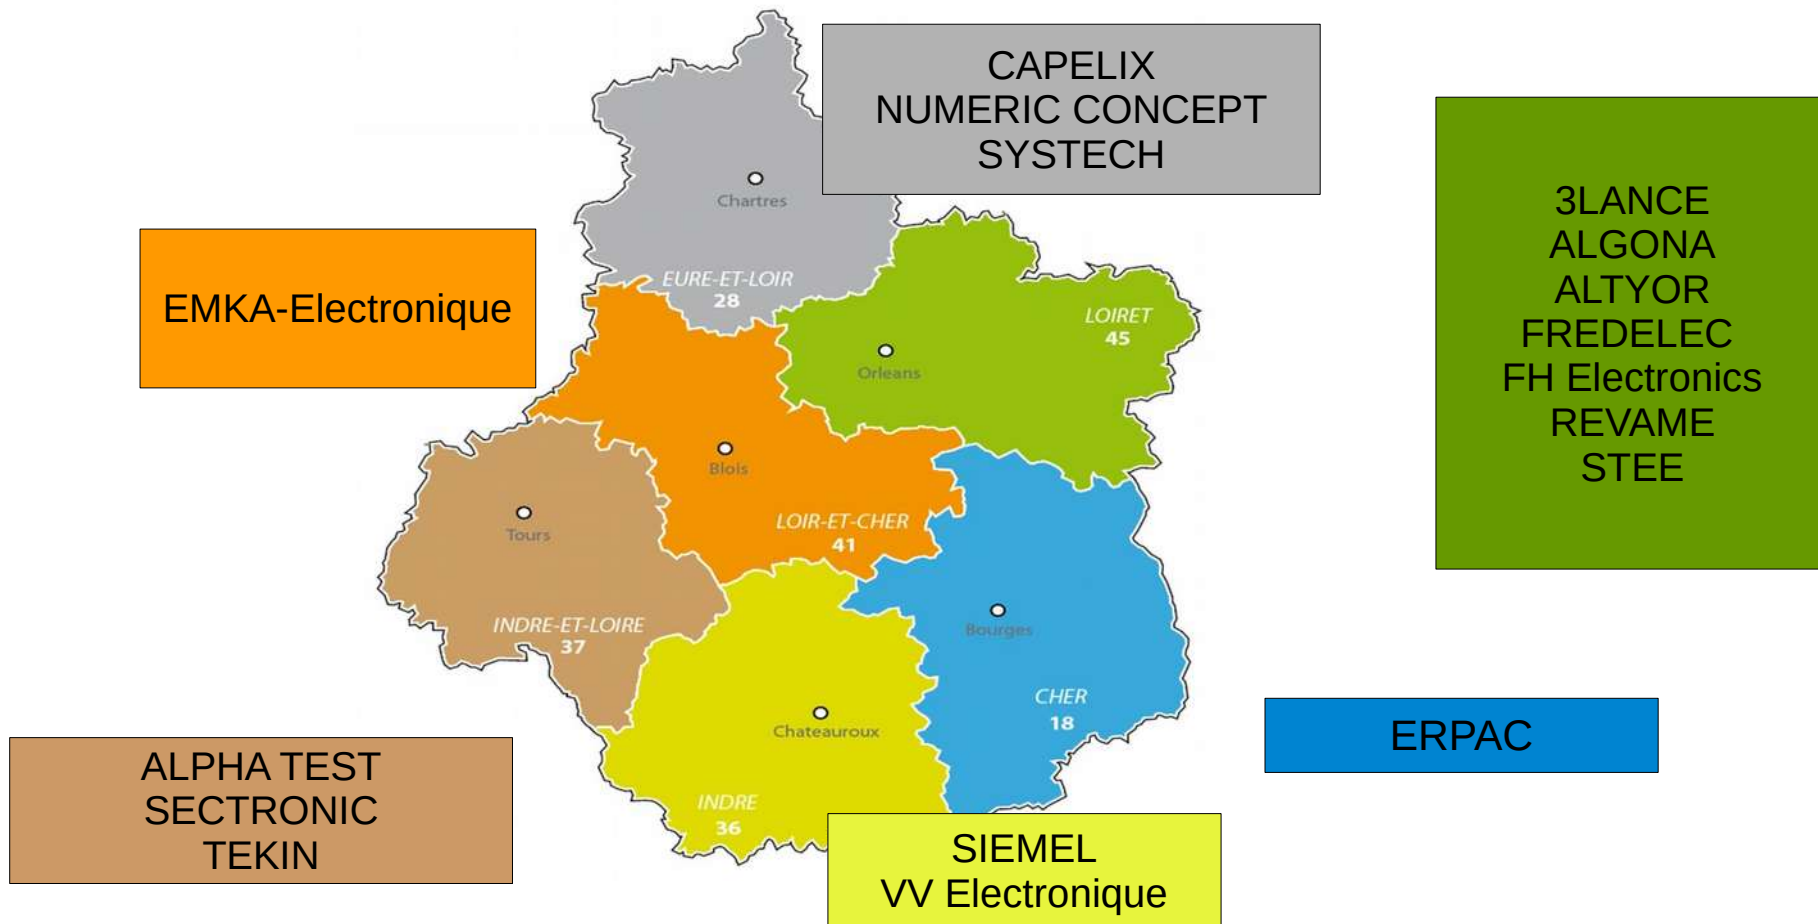 CAPELIX
NUMERIC CONCEPT
SYSTECH
3LANCE
ALGONA
ALTYOR
FREDELEC
FH Electronics
REVAME
STEE
Chartres
EURE-ET-LOIR
28
EMKA-Electronique
LOIRET
45
Orleans
Blois
LOIR-ET-CHER
41
Tours
INDRE-ET-LOIRE
37
Bourges
CHER
18
Chateauroux
INDRE
36
ERPAC
ALPHA TEST
SECTRONIC
TEKIN
SIEMEL
VV Electronique